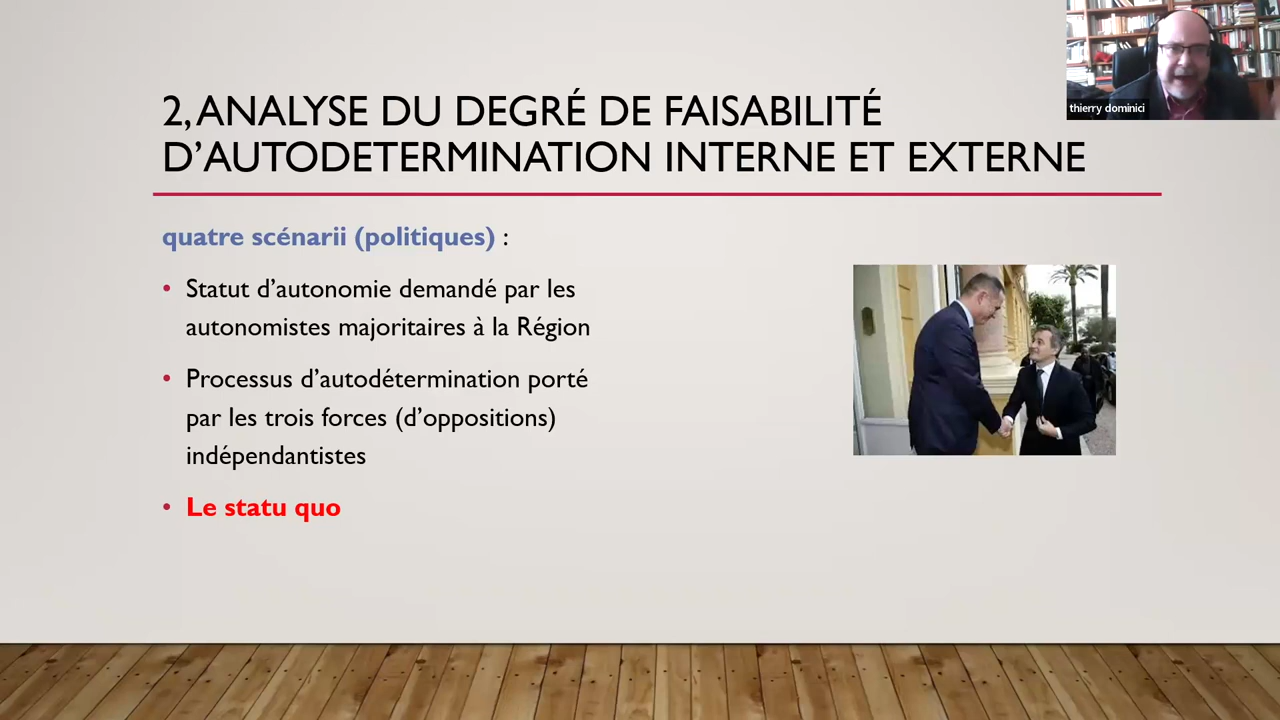 thierry dominici
2, ANALYSE DU DEGRÉ DE FAISABILITÉ
D’AUTODETERMINATION INTERNE ET EXTERNE
quatre scénarii (politiques) :
• Statut d’autonomie demandé par les
autonomistes majoritaires à la Région
• Processus d’autodétermination porté
par les trois forces (d’oppositions)
indépendantistes
• Le statu quo